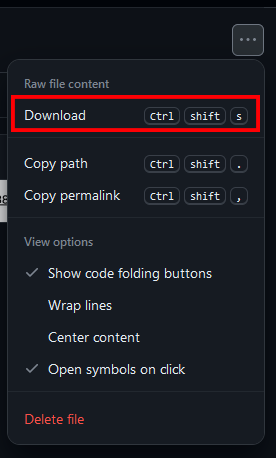 Raw file content
Download Ctrl shift s
Copy path Ctrl shift .
Copy permalink Ctrl shift ,
View options
Show code folding buttons
Wrap lines
Center content
Open symbols on click
Delete file